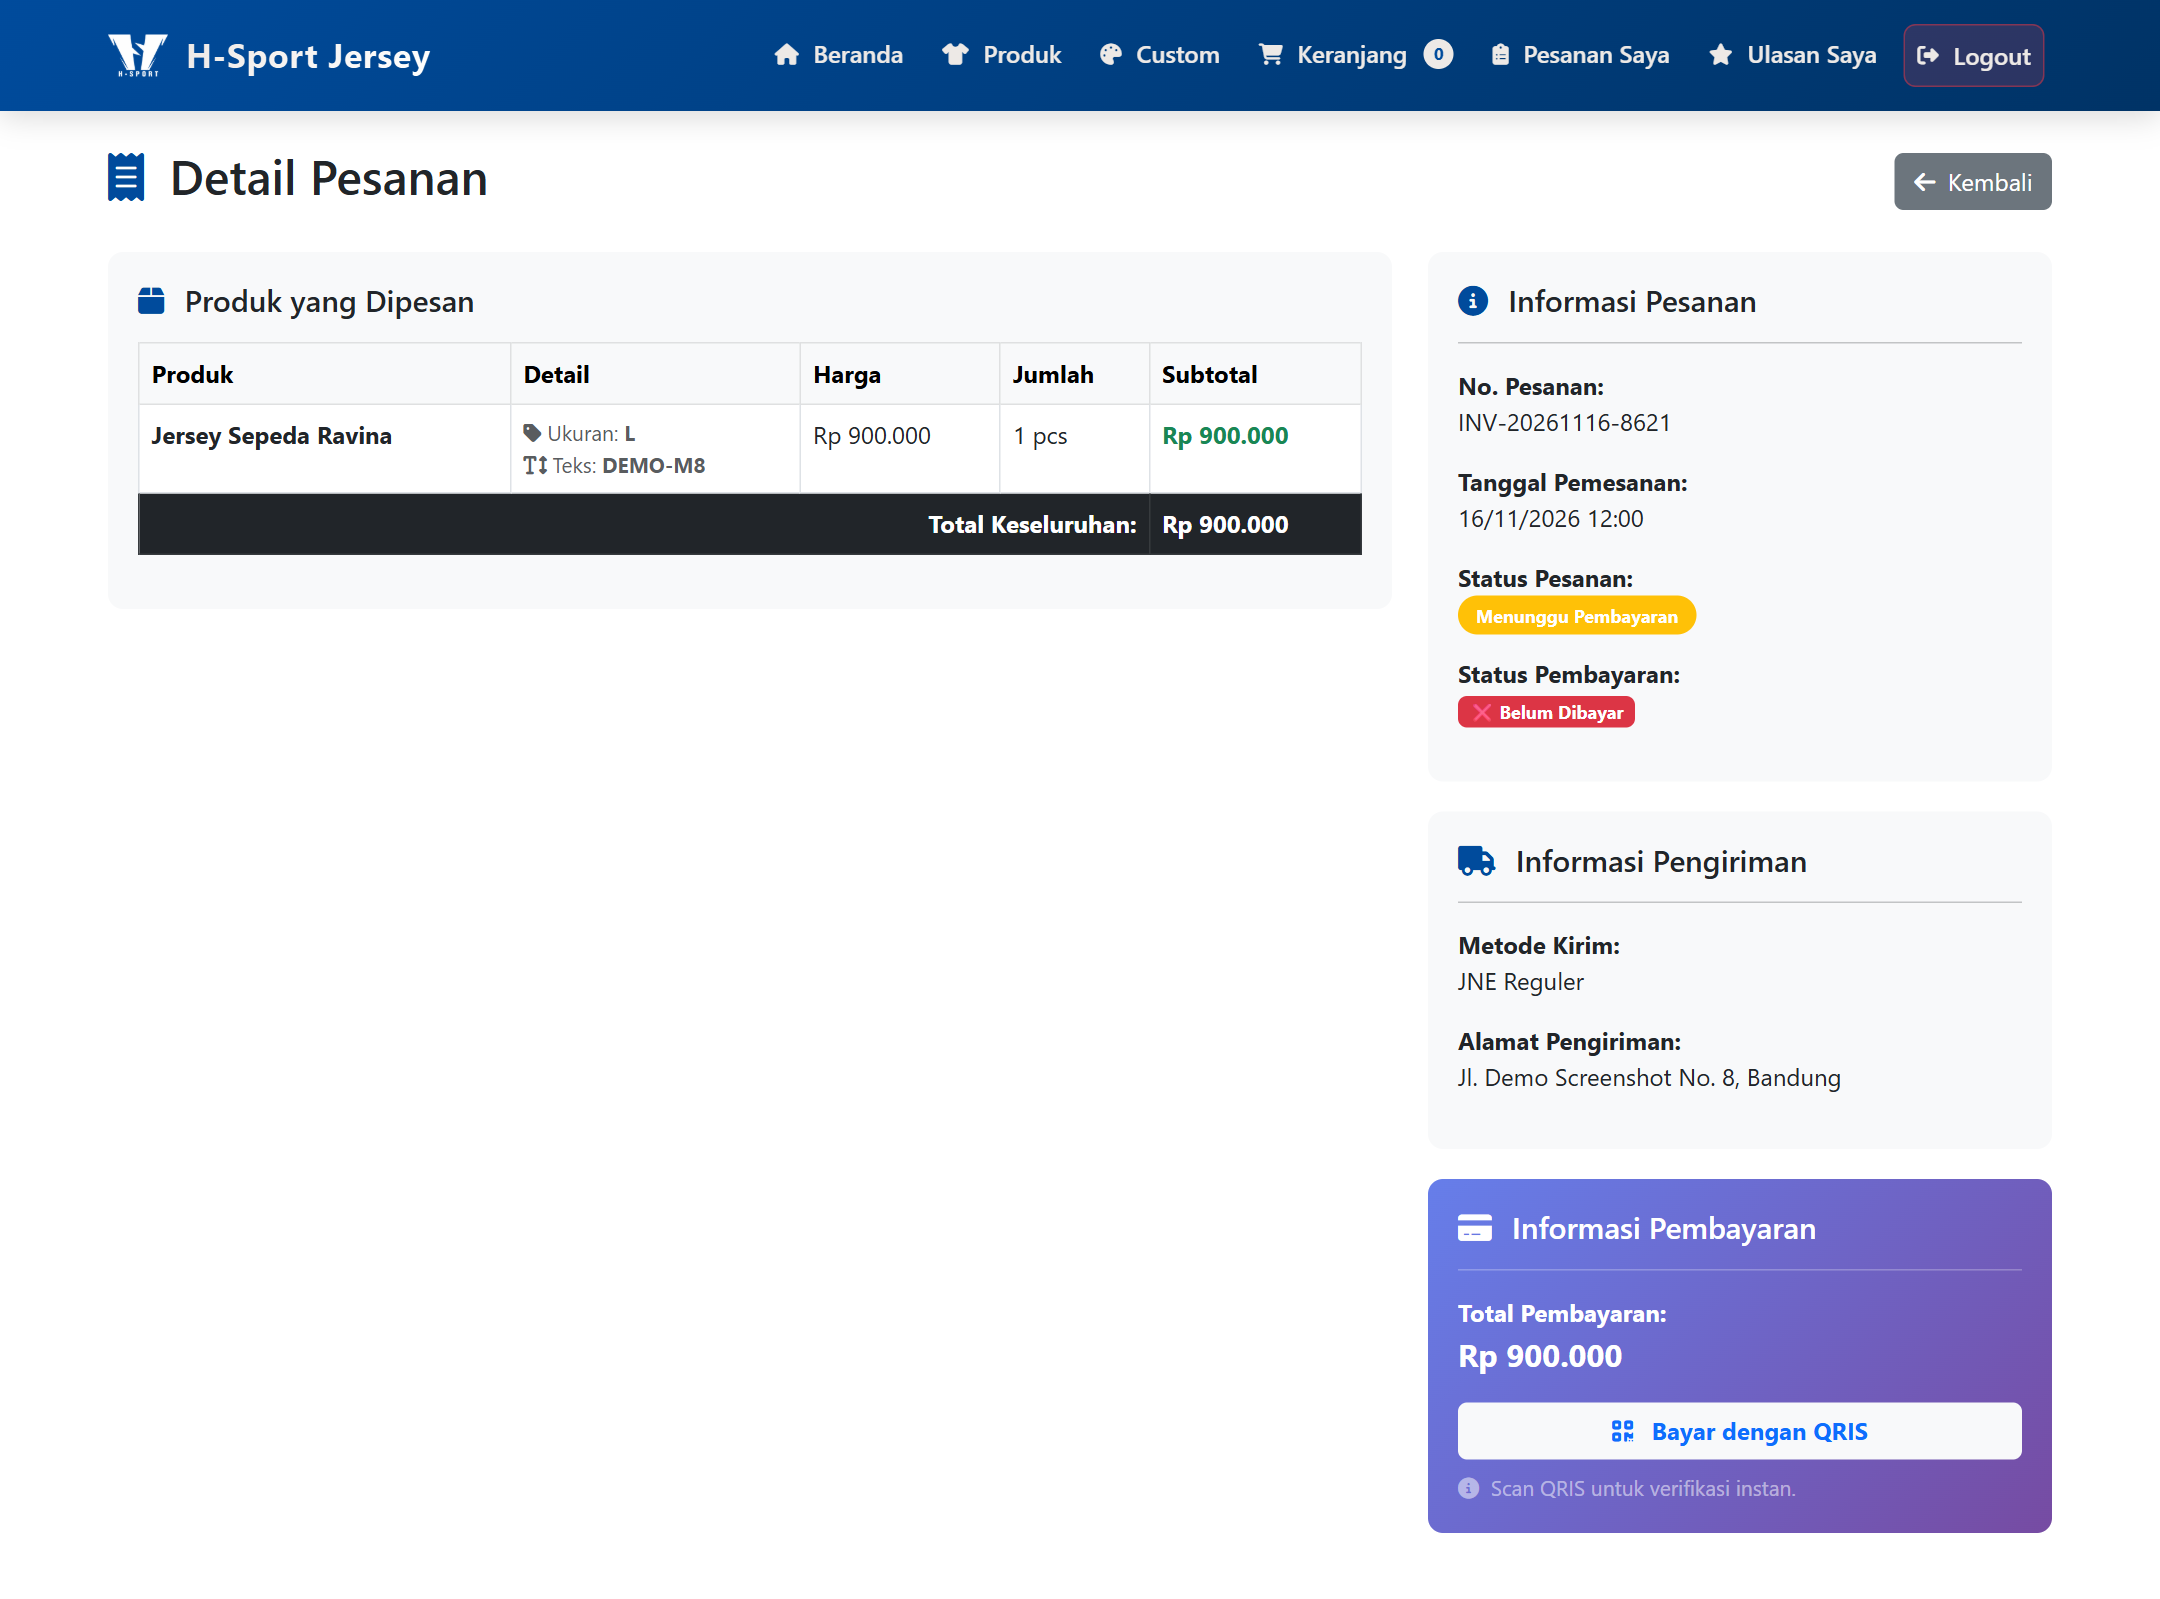 H-SPORT
H-Sport Jersey
Beranda
Produk
Custom
Keranjang 0
Pesanan Saya
Ulasan Saya
Logout
Detail Pesanan
Kembali
Produk yang Dipesan
Produk Detail Harga Jumlah Subtotal
Jersey Sepeda Ravina
Ukuran: L
Teks: DEMO-M8
Rp 900.000
1 pcs
Rp 900.000
Total Keseluruhan: Rp 900.000
Informasi Pesanan
No. Pesanan:
INV-20261116-8621
Tanggal Pemesanan:
16/11/2026 12:00
Status Pesanan:
Menunggu Pembayaran
Status Pembayaran:
❌ Belum Dibayar
Informasi Pengiriman
Metode Kirim:
JNE Reguler
Alamat Pengiriman:
Jl. Demo Screenshot No. 8, Bandung
Informasi Pembayaran
Total Pembayaran:
Rp 900.000
Bayar dengan QRIS
Scan QRIS untuk verifikasi instan.